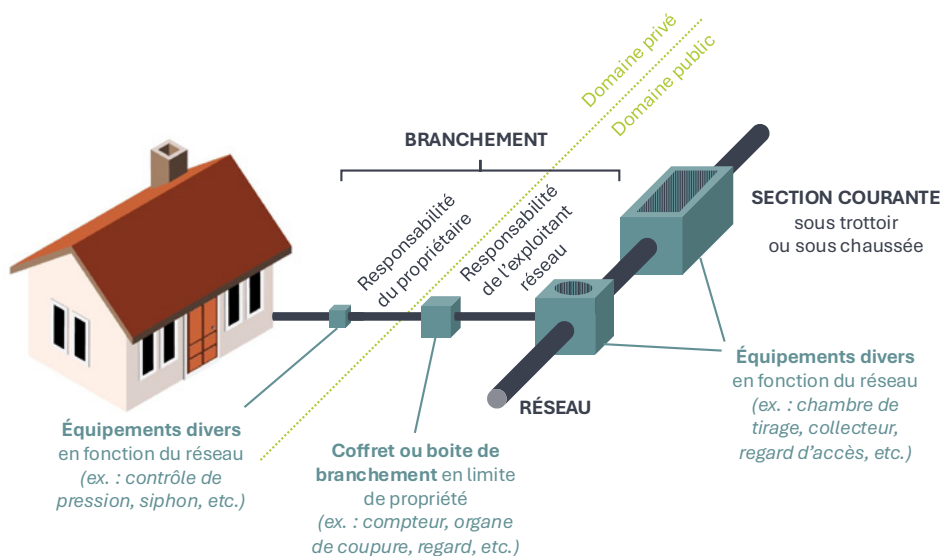 Domaine privé
Domaine public
BRANCHEMENT
Responsabilité
du propriétaire
Responsabilité
de l'exploitant
réseau
SECTION COURANTE
sous trottoir
ou sous chaussée
RÉSEAU
Équipements divers
en fonction du réseau
(ex. : contrôle de
pression, siphon, etc.)
Coffret ou boite de
branchement en limite
de propriété
(ex. : compteur, organe
de coupure, regard, etc.)
Équipements divers
en fonction du réseau
(ex. : chambre de
tirage, collecteur,
regard d'accès, etc.)